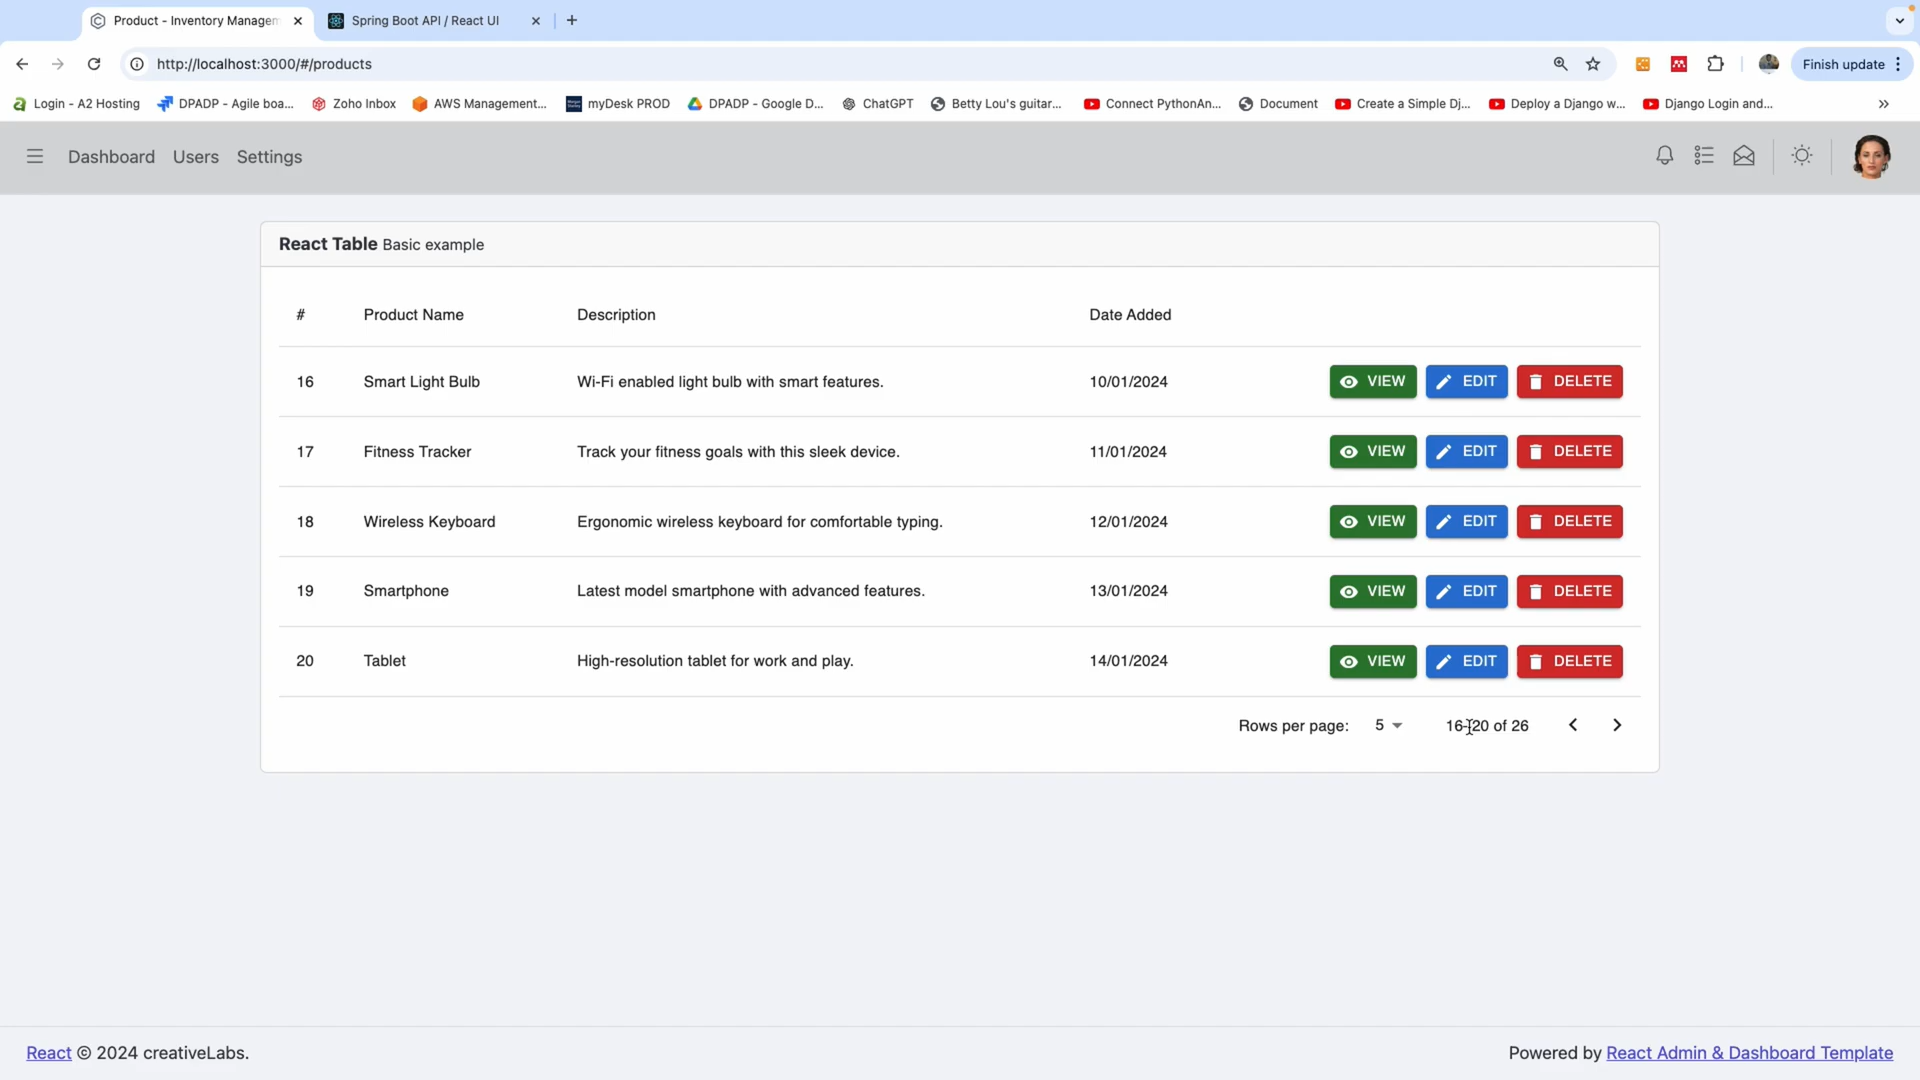 Product - Inventory Managem
Spring Boot API / React UI
http://localhost:3000/#/products
Finish update
Login - A2 Hosting
DPADP - Agile boa...
Zoho Inbox
AWS Management...
myDesk PROD
DPADP - Google D...
ChatGPT
Betty Lou's guitar...
Connect PythonAn...
Document
Create a Simple Dj...
Deploy a Django w...
Django Login and...
Dashboard Users Settings
React Table Basic example
# Product Name Description Date Added
16 Smart Light Bulb Wi-Fi enabled light bulb with smart features. 10/01/2024 VIEW EDIT DELETE
17 Fitness Tracker Track your fitness goals with this sleek device. 11/01/2024 VIEW EDIT DELETE
18 Wireless Keyboard Ergonomic wireless keyboard for comfortable typing. 12/01/2024 VIEW EDIT DELETE
19 Smartphone Latest model smartphone with advanced features. 13/01/2024 VIEW EDIT DELETE
20 Tablet High-resolution tablet for work and play. 14/01/2024 VIEW EDIT DELETE
Rows per page: 5 16–20 of 26
React © 2024 creativeLabs.
Powered by React Admin & Dashboard Template